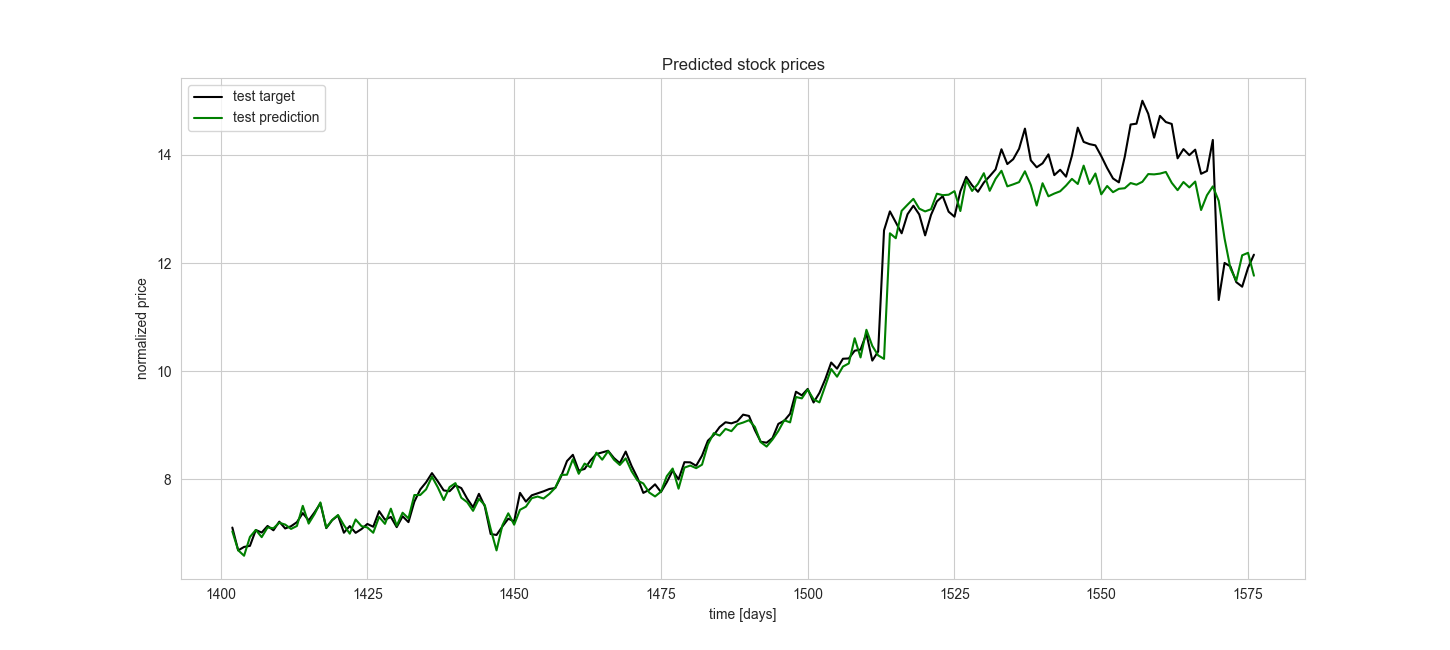 Predicted stock prices
test target
test prediction
14
12
10
8
normalized price
1400 1425 1450 1475 1500 1525 1550 1575
time [days]